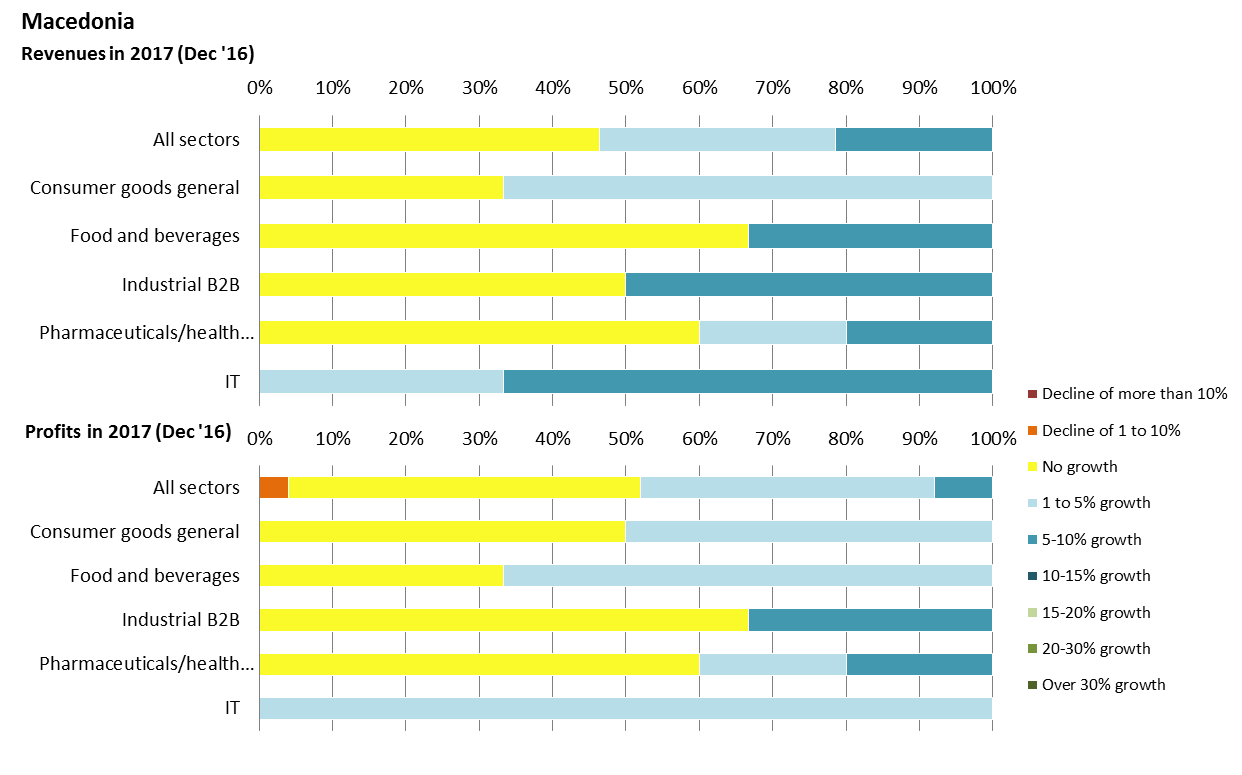 Macedonia
Revenues in 2017 (Dec '16)
0% 10% 20% 30% 40% 50% 60% 70% 80% 90% 100%
All sectors
Consumer goods general
Food and beverages
Industrial B2B
Pharmaceuticals/health...
IT
Profits in 2017 (Dec '16) 0% 10% 20% 30% 40% 50% 60% 70% 80% 90% 100%
All sectors
Consumer goods general
Food and beverages
Industrial B2B
Pharmaceuticals/health...
IT
Decline of more than 10%
Decline of 1 to 10%
No growth
1 to 5% growth
5-10% growth
10-15% growth
15-20% growth
20-30% growth
Over 30% growth